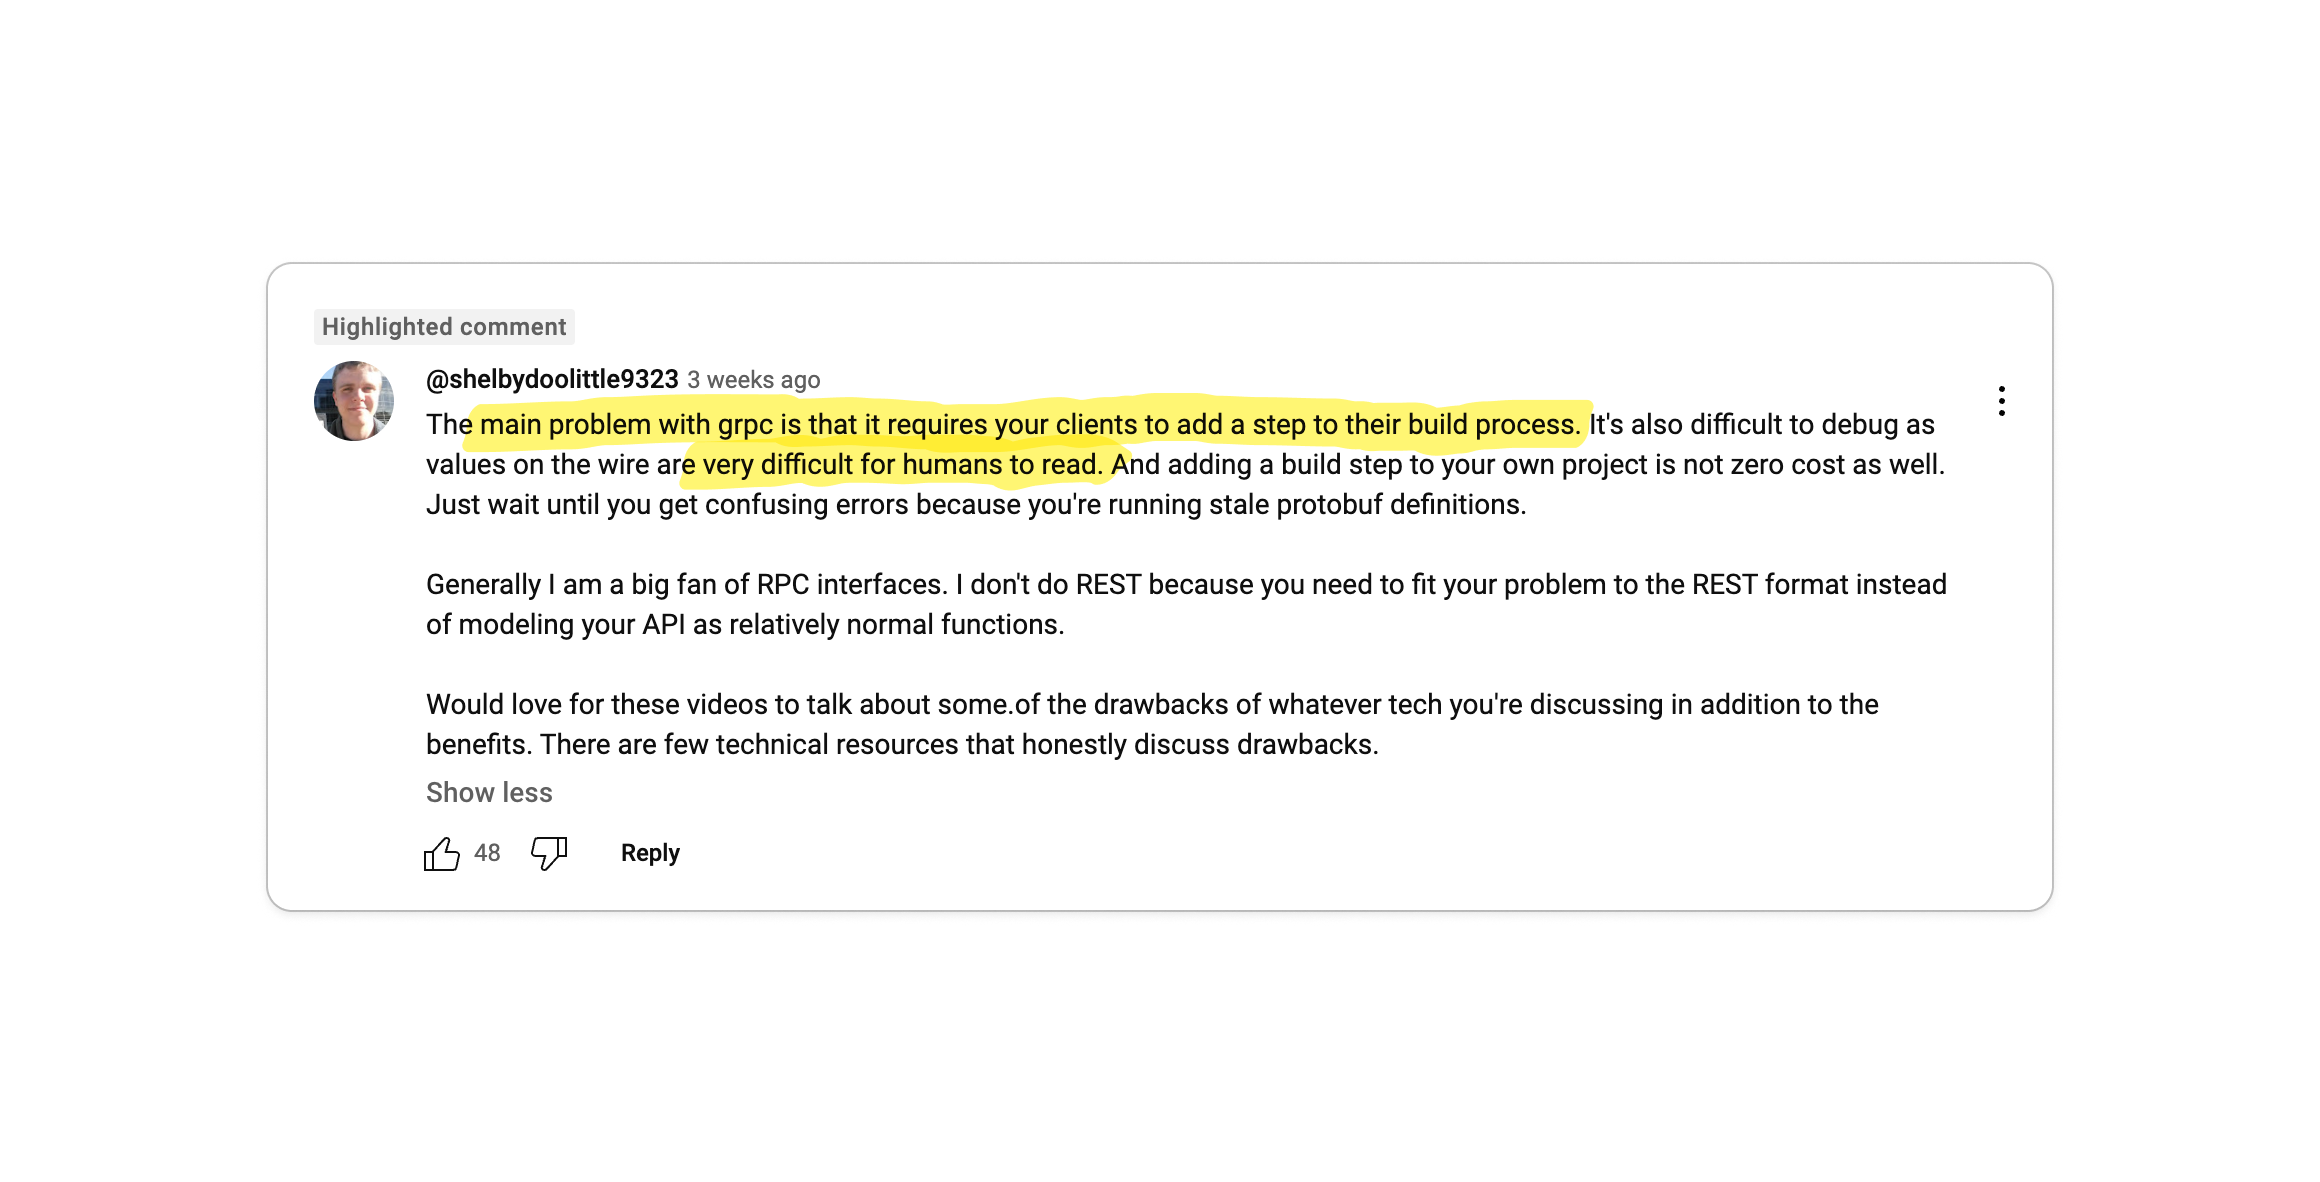 Highlighted comment
@shelbydoolittle9323 3 weeks ago
The main problem with grpc is that it requires your clients to add a step to their build process. It's also difficult to debug as
values on the wire are very difficult for humans to read. And adding a build step to your own project is not zero cost as well.
Just wait until you get confusing errors because you're running stale protobuf definitions.
Generally I am a big fan of RPC interfaces. I don't do REST because you need to fit your problem to the REST format instead
of modeling your API as relatively normal functions.
Would love for these videos to talk about some.of the drawbacks of whatever tech you're discussing in addition to the
benefits. There are few technical resources that honestly discuss drawbacks.
Show less
48 Reply